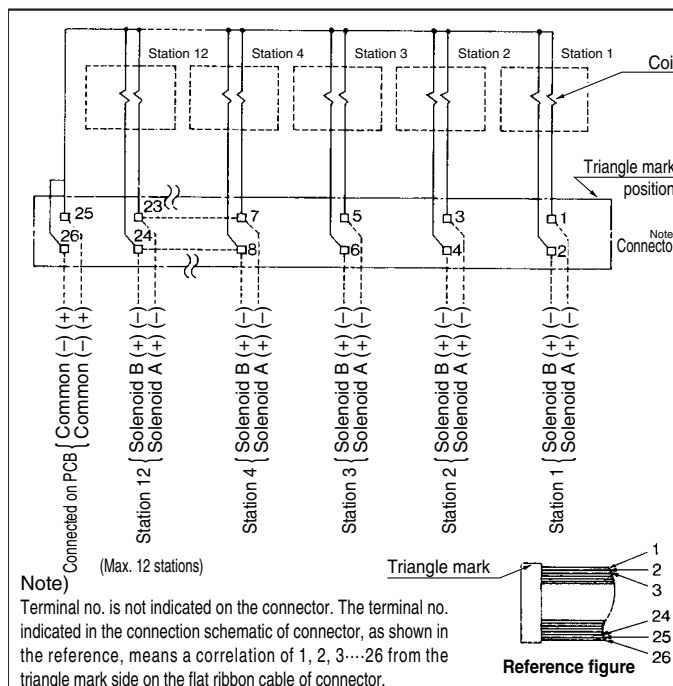 Station 12
Station 4
Station 3
Station 2
Station 1
Coi
Triangle mark
position
Note
Connecto
25
26
23
24
7
8
5
6
3
4
1
2
Connected on PCB
Common (−) (+)
Common (−) (+)
Station 12
Solenoid B (+) (−)
Solenoid A (+) (−)
Station 4
Solenoid B (+) (−)
Solenoid A (+) (−)
Station 3
Solenoid B (+) (−)
Solenoid A (+) (−)
Station 2
Solenoid B (+) (−)
Solenoid A (+) (−)
Station 1
Solenoid B (+) (−)
Solenoid A (+) (−)
(Max. 12 stations)
Note)
Terminal no. is not indicated on the connector. The terminal no.
indicated in the connection schematic of connector, as shown in
the reference, means a correlation of 1, 2, 3····26 from the
triangle mark side on the flat ribbon cable of connector.
Triangle mark
1
2
3
24
25
26
Reference figure